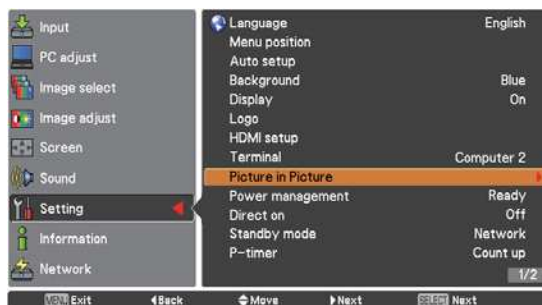 Input
PC adjust
Image select
Image adjust
Screen
Sound
Setting
Information
Network
Language English
Menu position
Auto setup
Background Blue
Display On
Logo
HDMI setup
Terminal Computer 2
Picture in Picture
Power management Ready
Direct on Off
Standby mode Network
P-timer Count up
1/2
MENU Exit Back Move Next SELECT Next